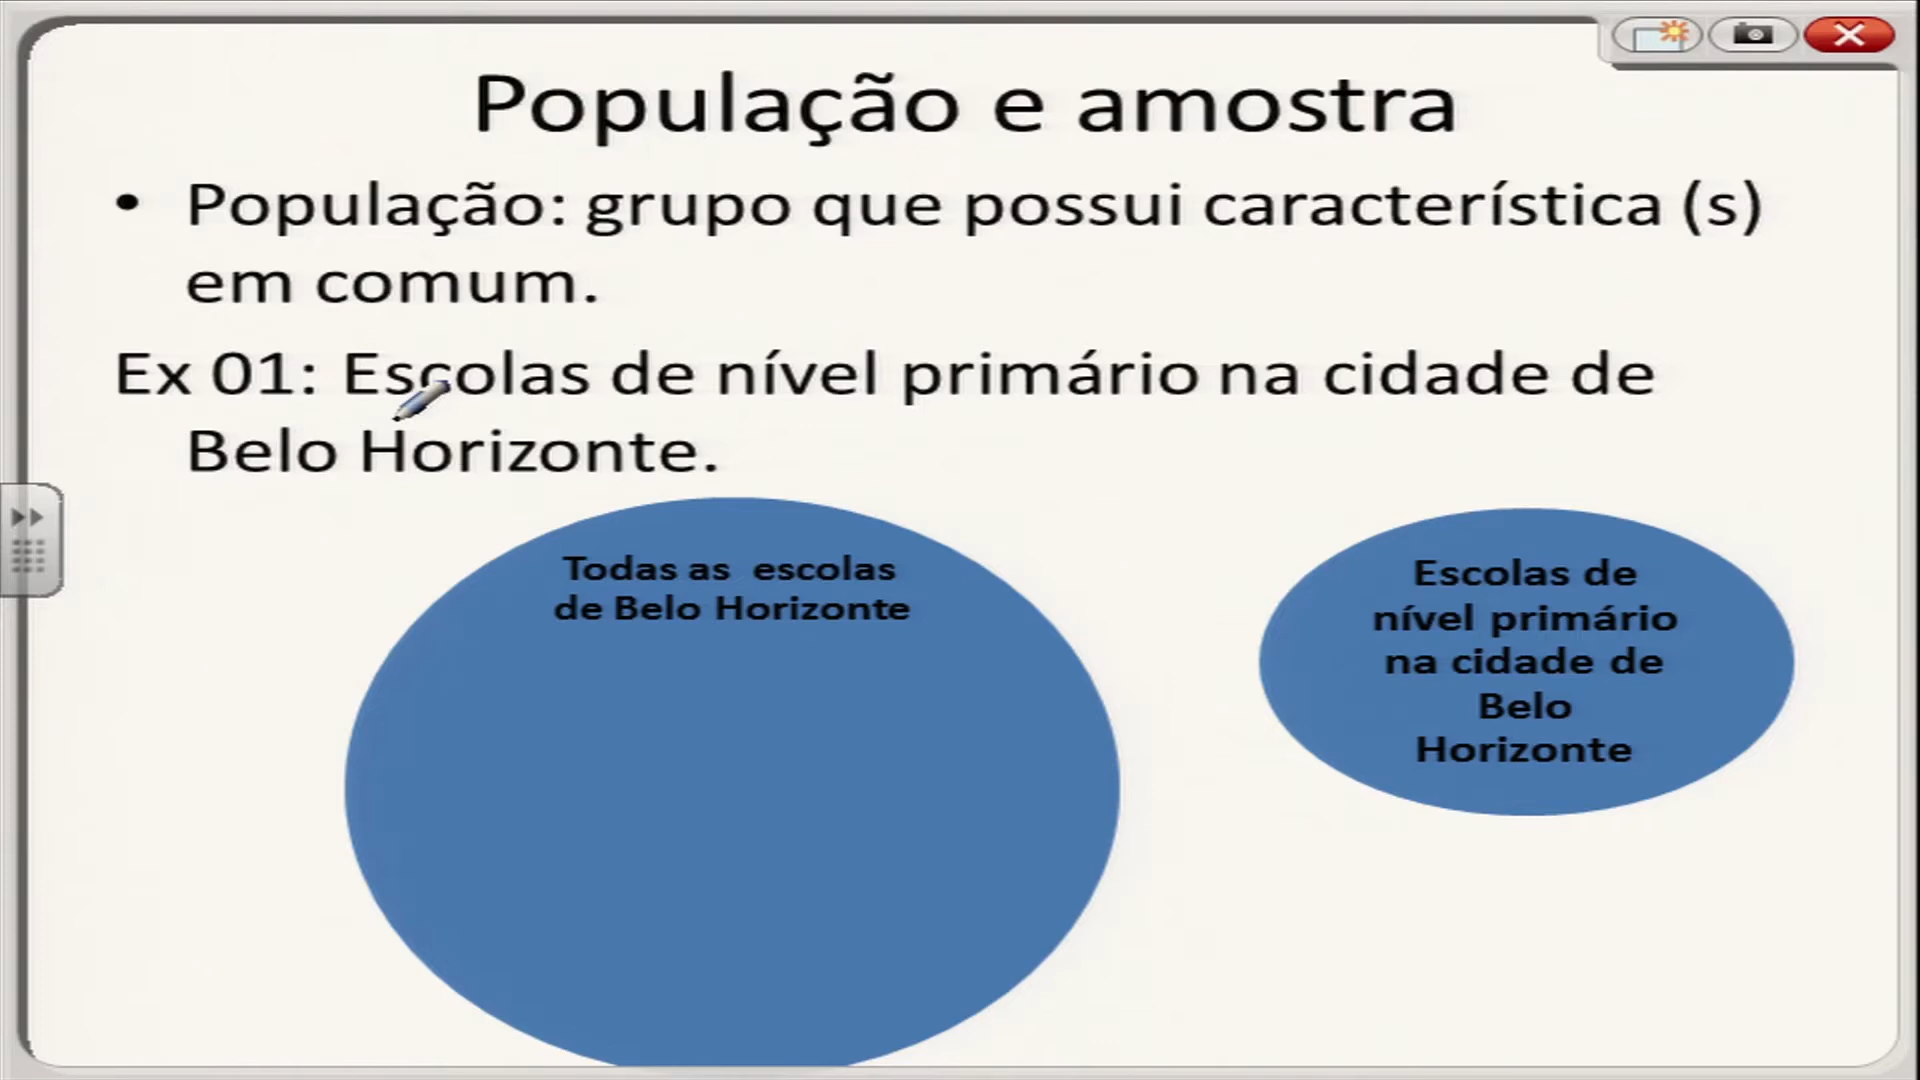 População e amostra
• População: grupo que possui característica (s)
em comum.
Ex 01: Escolas de nível primário na cidade de
Belo Horizonte.
Todas as escolas
de Belo Horizonte
Escolas de
nível primário
na cidade de
Belo
Horizonte